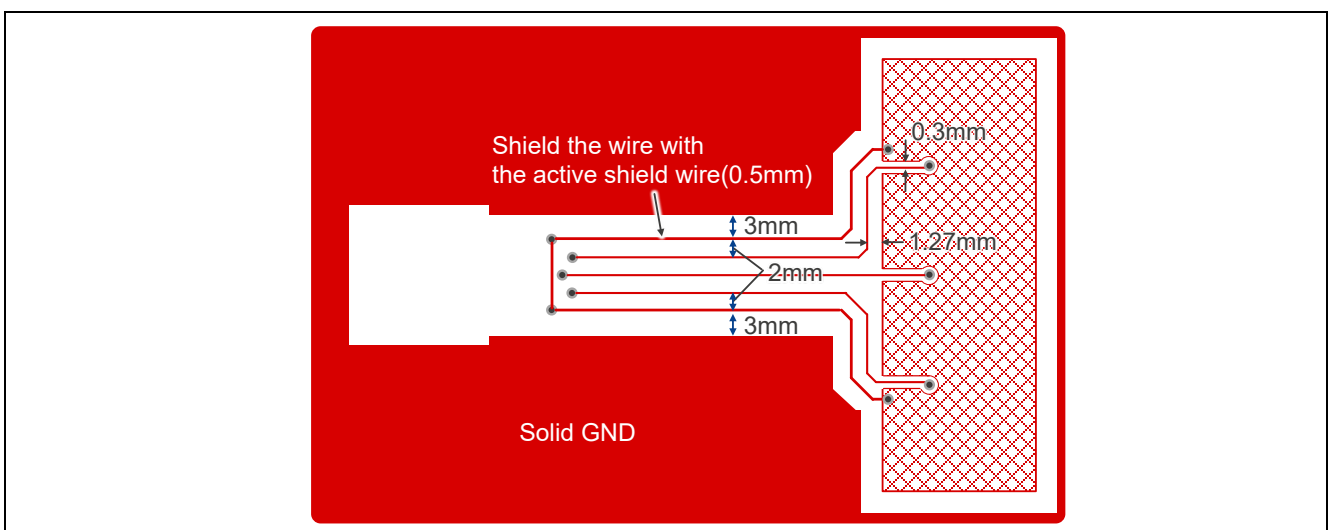 0.3mm
Shield the wire with
the active shield wire(0.5mm)
3mm
1.27mm
2mm
3mm
Solid GND